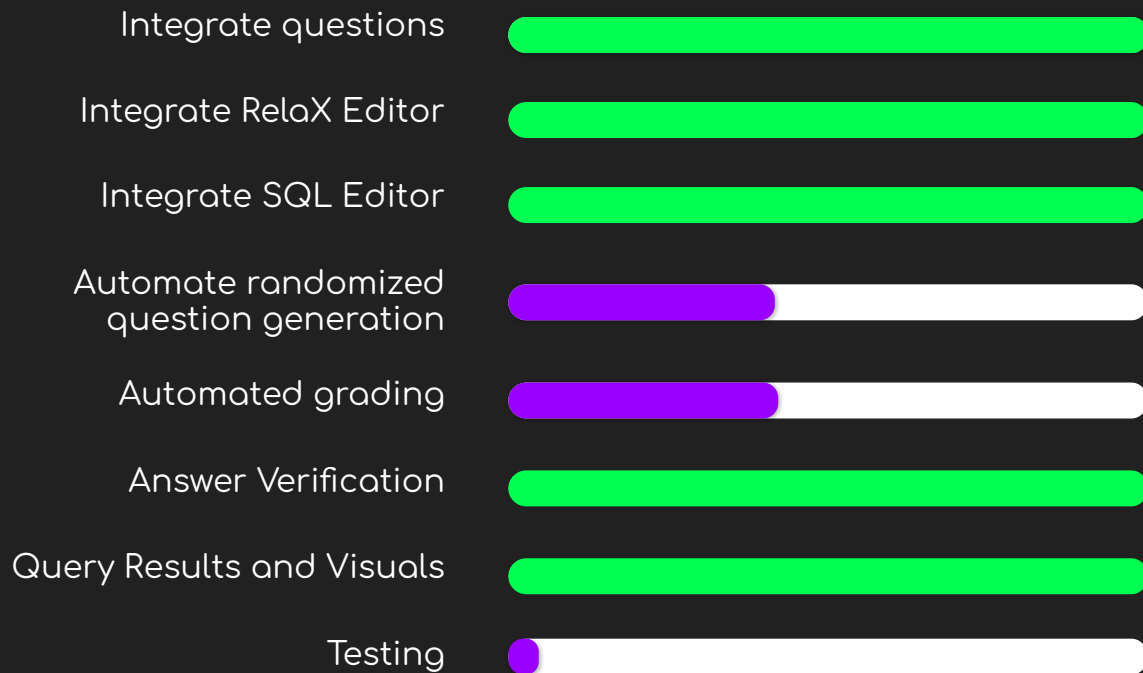 Integrate questions
Integrate RelaX Editor
Integrate SQL Editor
Automate randomized
question generation
Automated grading
Answer Verification
Query Results and Visuals
Testing